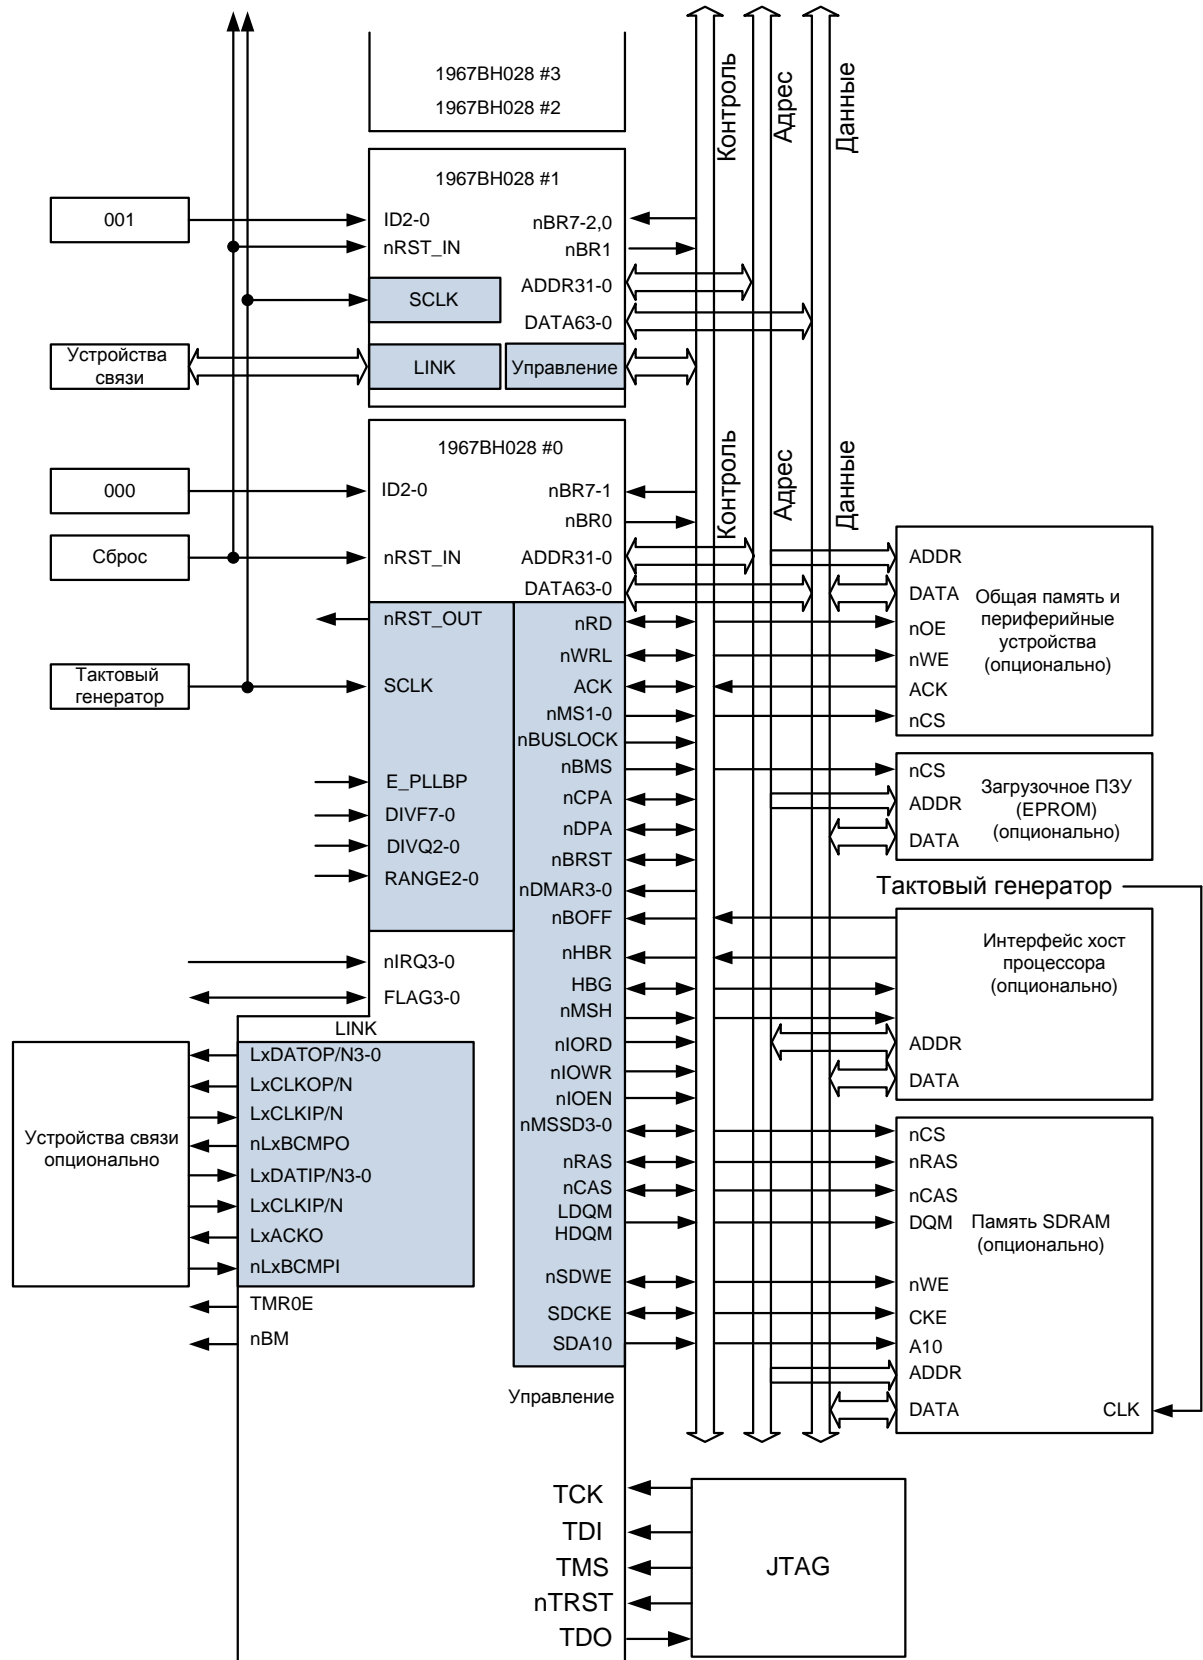 1967ВН028 #3
1967ВН028 #2
Контроль
Адрес
Данные
1967ВН028 #1
001
ID2-0
nRST_IN
SCLK
Устройства
связи
LINK
nBR7-2,0
nBR1
ADDR31-0
DATA63-0
Управление
1967ВН028 #0
Контроль
Адрес
Данные
000
ID2-0
Сброс
nRST_IN
nRST_OUT
Тактовый
генератор
SCLK
E_PLLBP
DIVF7-0
DIVQ2-0
RANGE2-0
nIRQ3-0
FLAG3-0
nBR7-1
nBR0
ADDR31-0
DATA63-0
nRD
nWRL
ACK
nMS1-0
nBUSLOCK
nBMS
nCPA
nDPA
nBRST
nDMAR3-0
nBOFF
nHBR
HBG
nMSH
nIORD
nIOWR
nIOEN
nMSSD3-0
nRAS
nCAS
LDQM
HDQM
nSDWE
SDCKE
SDA10
Управление
LINK
Устройства связи
опционально
LxDATOP/N3-0
LxCLKOP/N
LxCLKIP/N
nLxBCMPO
LxDATIP/N3-0
LxCLKIP/N
LxACKO
nLxBCMPI
TMR0E
nBM
ADDR
DATA
nOE
nWE
ACK
nCS
Общая память и
периферийные
устройства
(опционально)
nCS
ADDR
DATA
Загрузочное ПЗУ
(EPROM)
(опционально)
Тактовый генератор
Интерфейс хост
процессора
(опционально)
ADDR
DATA
nCS
nRAS
nCAS
DQM
Память SDRAM
(опционально)
nWE
CKE
A10
ADDR
DATA
CLK
TCK
TDI
TMS
nTRST
TDO
JTAG